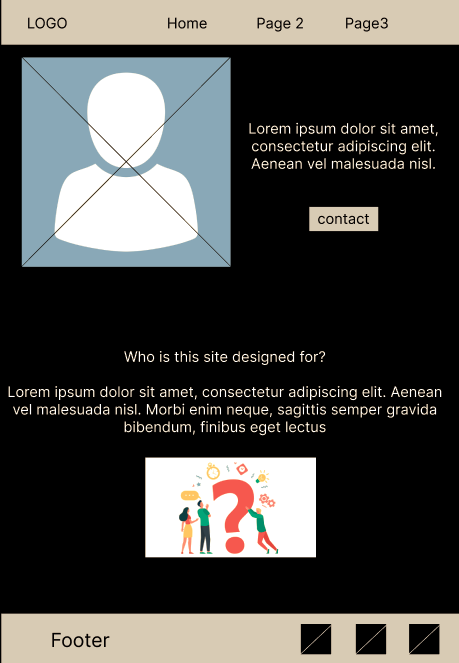 LOGO Home Page 2 Page3
Lorem ipsum dolor sit amet,
consectetur adipiscing elit.
Aenean vel malesuada nisl.
contact
Who is this site designed for?
Lorem ipsum dolor sit amet, consectetur adipiscing elit. Aenean
vel malesuada nisl. Morbi enim neque, sagittis semper gravida
bibendum, finibus eget lectus
?
Footer